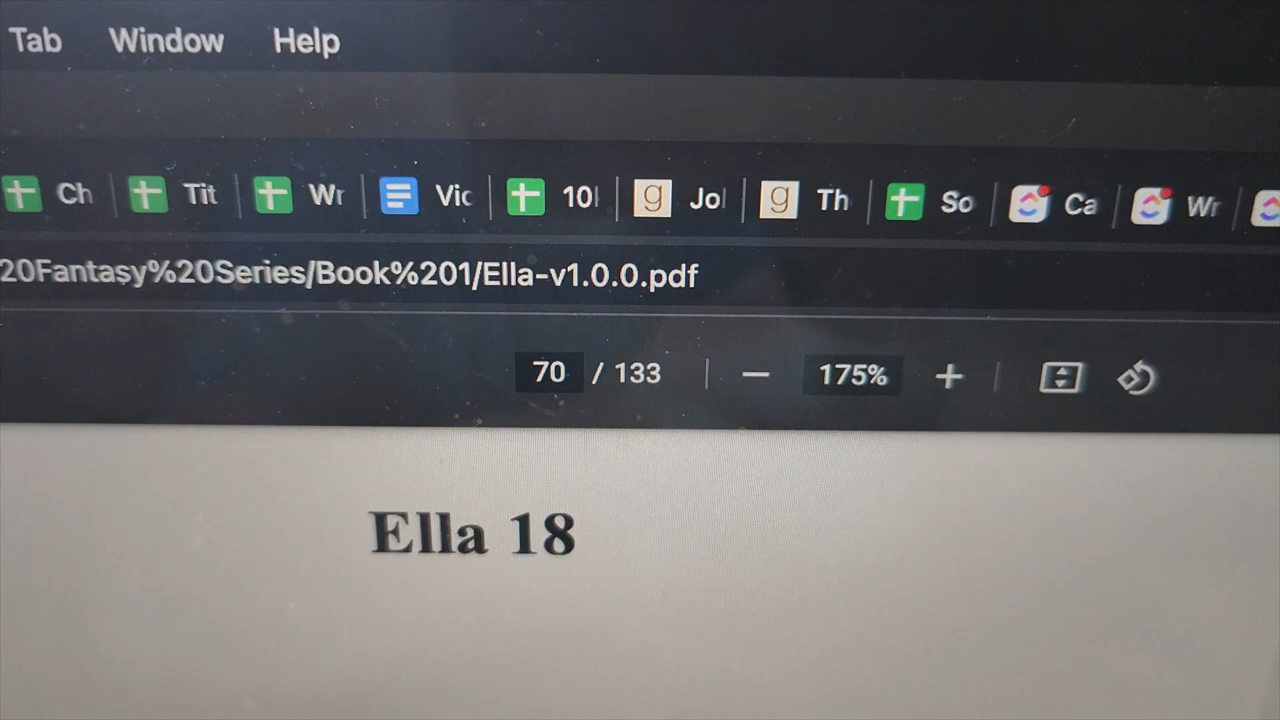 Tab Window Help
Ch Tit Wr Vic 10 Jol Th So Ca Wr
20Fantasy%20Series/Book%201/Ella-v1.0.0.pdf
70 / 133 — 175% +
Ella 18